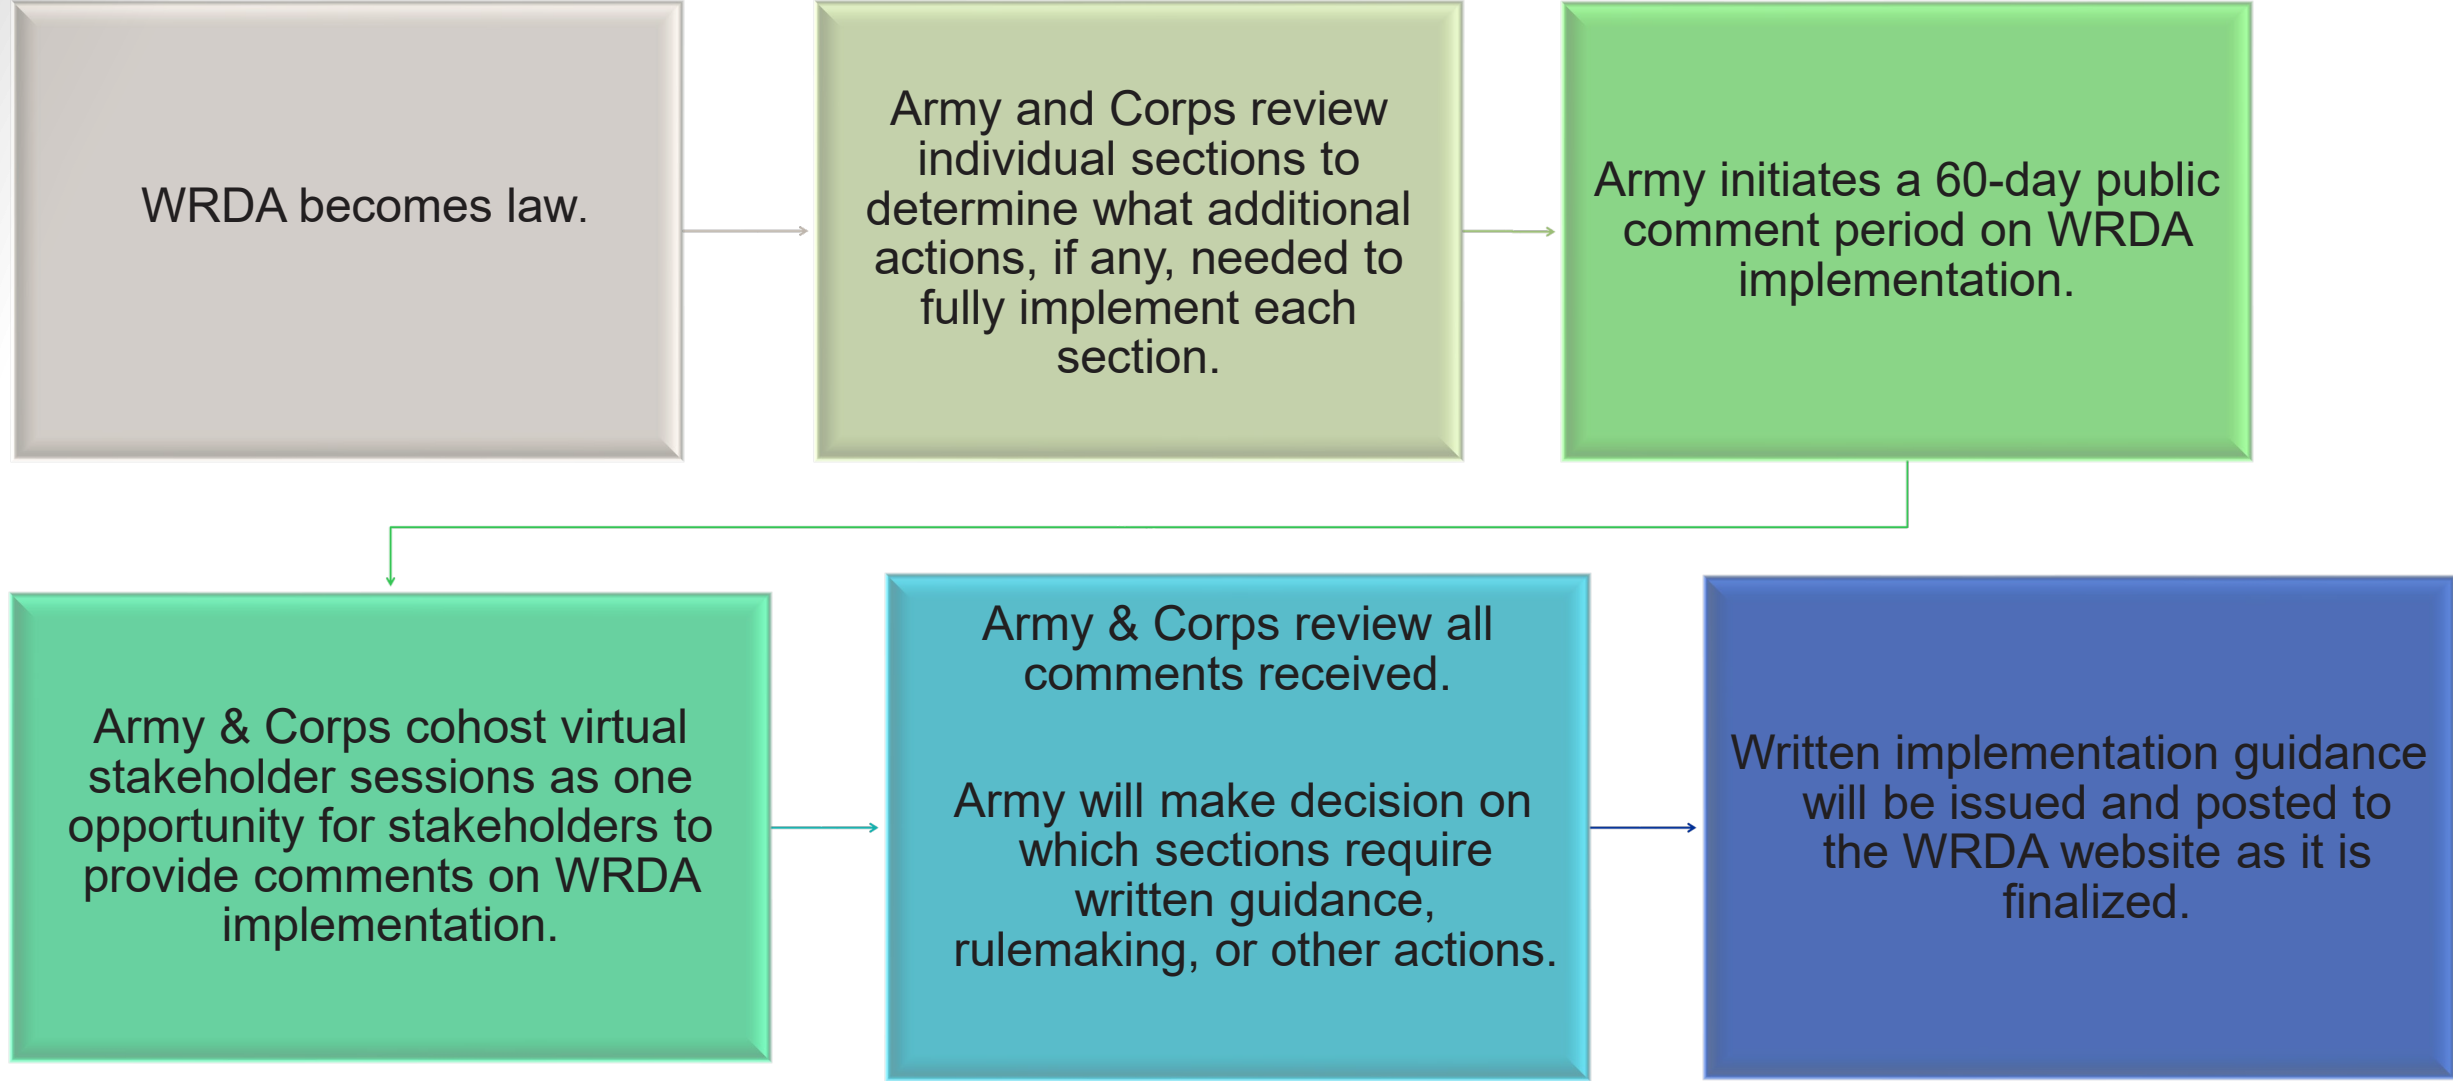 WRDA becomes law.
Army and Corps review
individual sections to
determine what additional
actions, if any, needed to
fully implement each
section.
Army initiates a 60-day public
comment period on WRDA
implementation.
Army & Corps cohost virtual
stakeholder sessions as one
opportunity for stakeholders to
provide comments on WRDA
implementation.
Army & Corps review all
comments received.
Army will make decision on
which sections require
written guidance,
rulemaking, or other actions.
Written implementation guidance
will be issued and posted to
the WRDA website as it is
finalized.